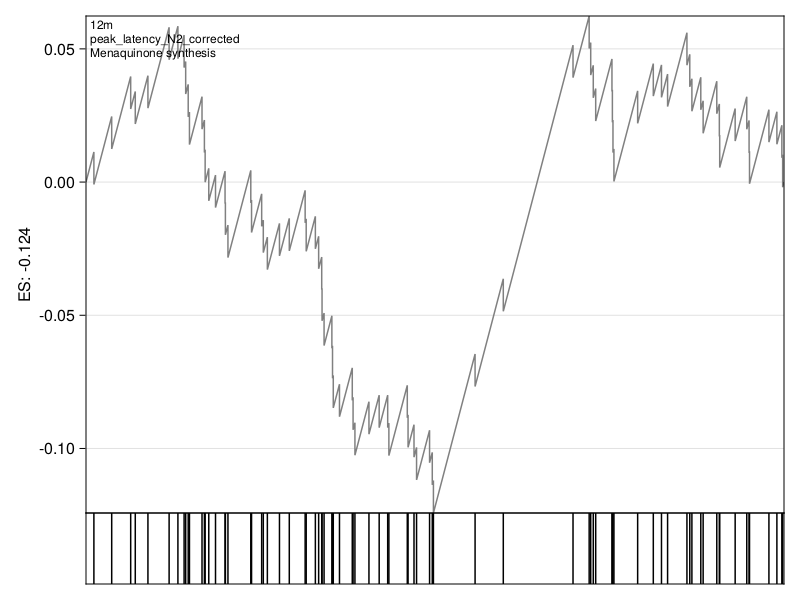 12m
peak_latency_N2_corrected
Menaquinone synthesis
0.05
0.00
-0.05
-0.10
ES: -0.124